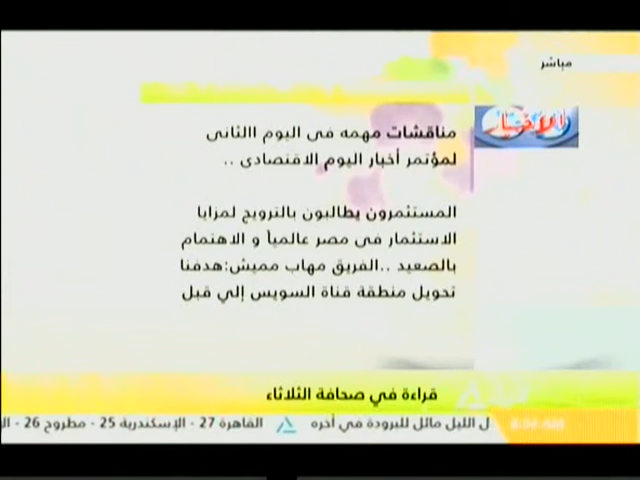 مباشر
الأخبار
مناقشات مهمه فى اليوم االثانى
لمؤتمر أخبار اليوم الاقتصادى ..
المستثمرون يطالبون بالترويج لمزايا
الاستثمار فى مصر عالمياً و الاهتمام
بالصعيد ..الفريق مهاب مميش:هدفنا
تحويل منطقة قناة السويس إلي قبل
قراءة في صحافة الثلاثاء
ل الليل مائل للبرودة في أخره القاهرة 27 - الإسكندرية 25 - مطروح 26 - ال